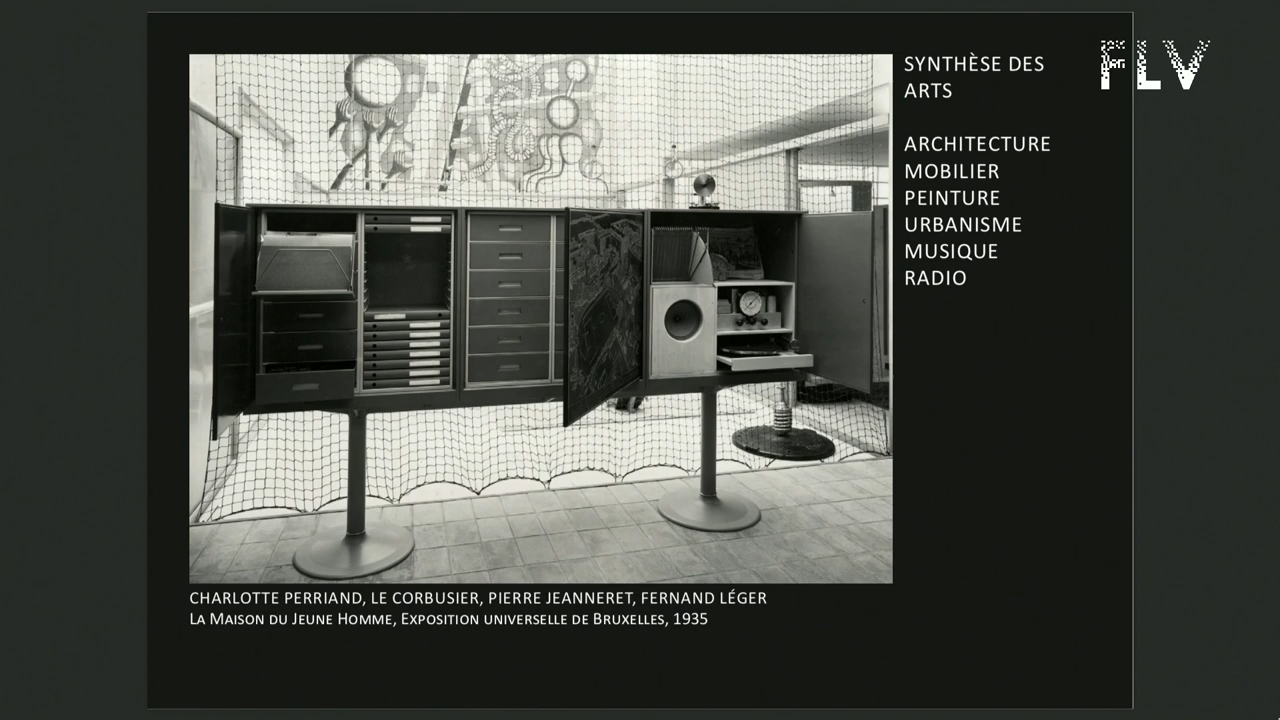 SYNTHÈSE DES
ARTS
ARCHITECTURE
MOBILIER
PEINTURE
URBANISME
MUSIQUE
RADIO
FLV
CHARLOTTE PERRIAND, LE CORBUSIER, PIERRE JEANNERET, FERNAND LÉGER
La Maison du Jeune Homme, Exposition universelle de Bruxelles, 1935